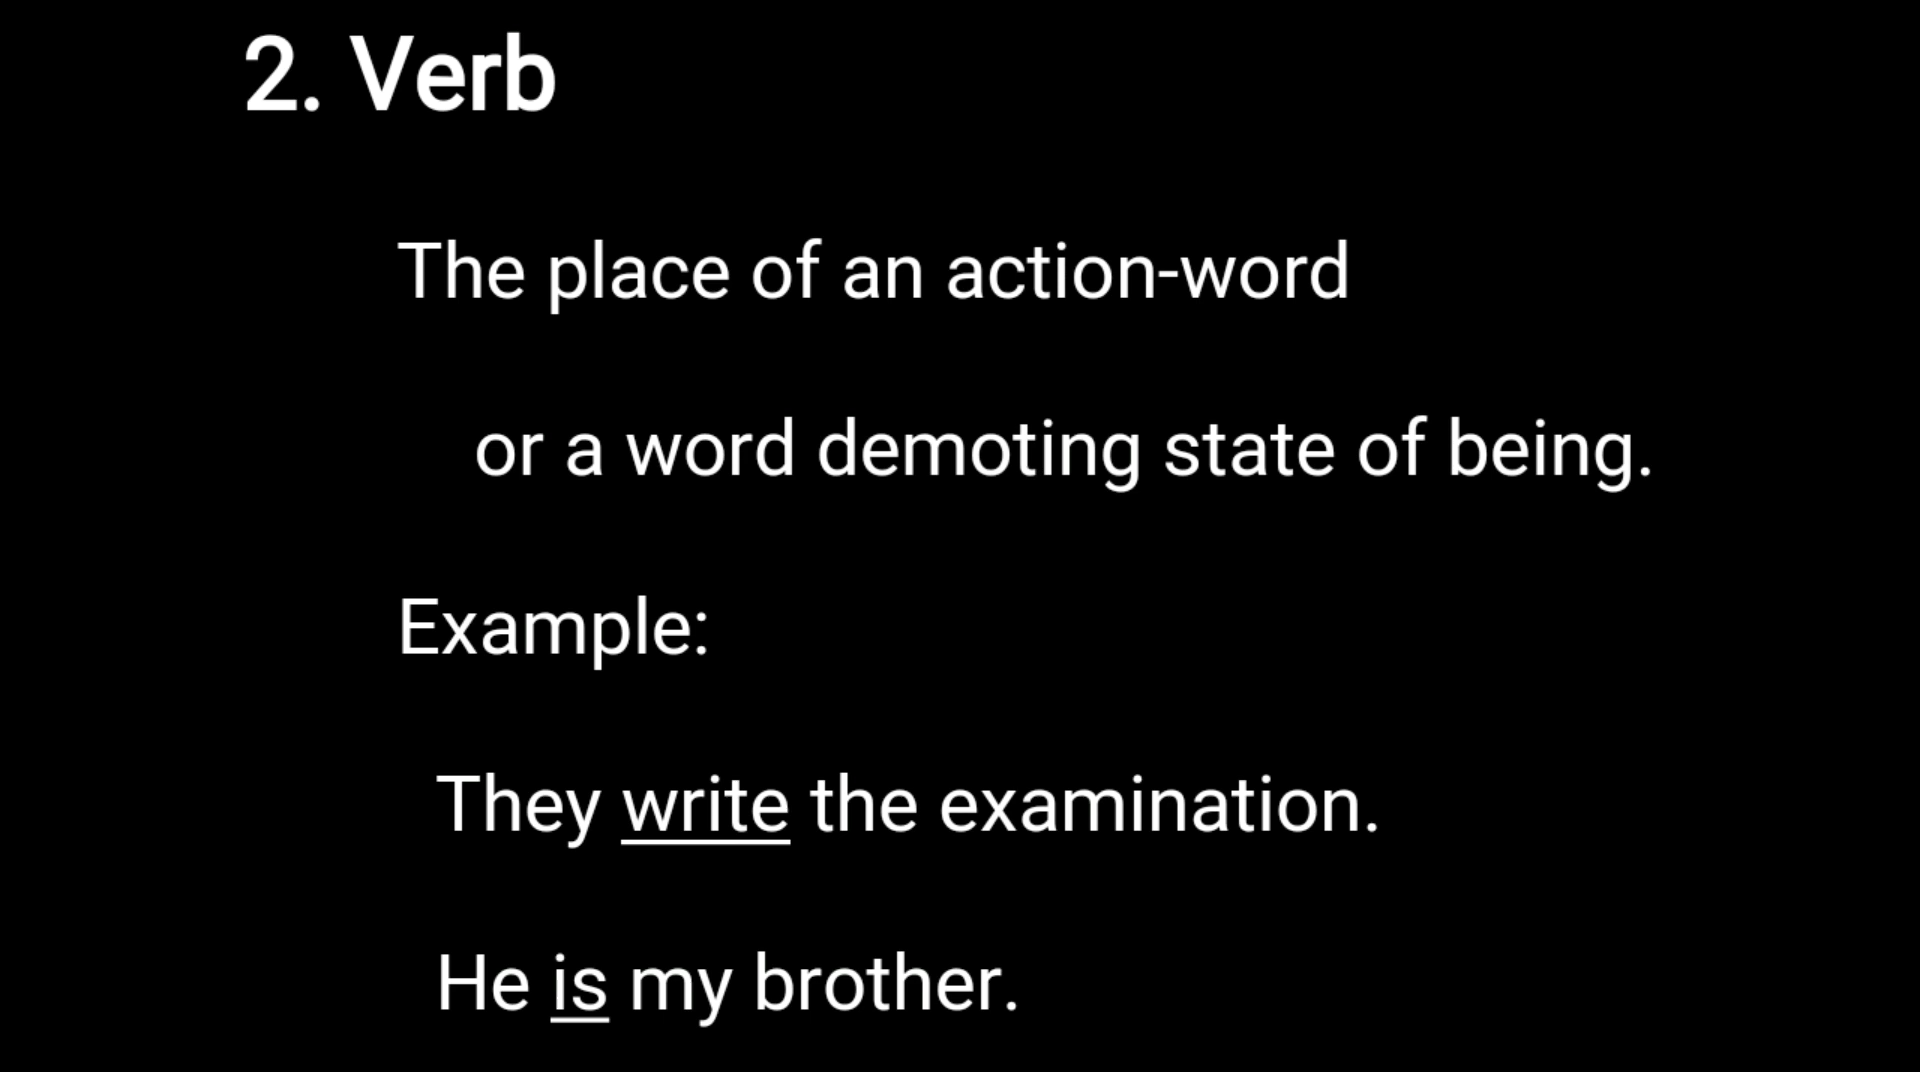 2. Verb
The place of an action-word
or a word demoting state of being.
Example:
They write the examination.
He is my brother.